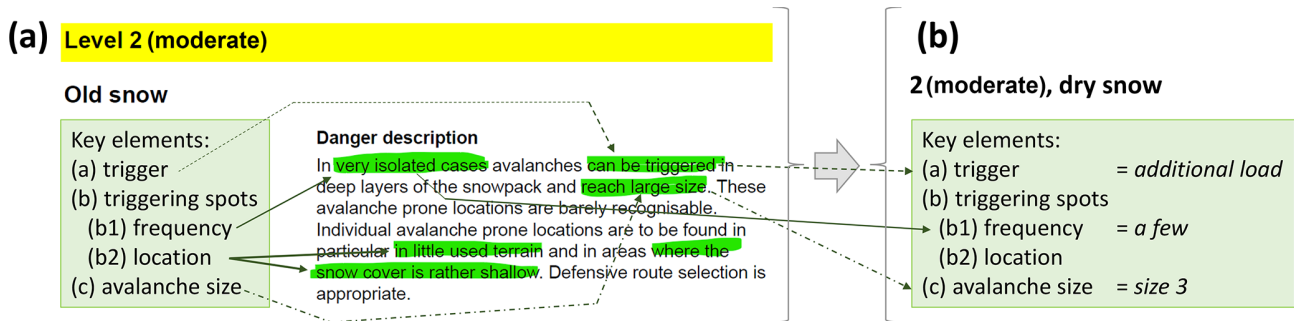 (a)
Level 2 (moderate)
Old snow
Key elements:
(a) trigger
(b) triggering spots
(b1) frequency
(b2) location
(c) avalanche size
Danger description
In very isolated cases avalanches can be triggered in
deep layers of the snowpack and reach large size. These
avalanche prone locations are barely recognisable.
Individual avalanche prone locations are to be found in
particular in little used terrain and in areas where the
snow cover is rather shallow. Defensive route selection is
appropriate.
(b)
2 (moderate), dry snow
Key elements:
(a) trigger = additional load
(b) triggering spots
(b1) frequency = a few
(b2) location
(c) avalanche size = size 3